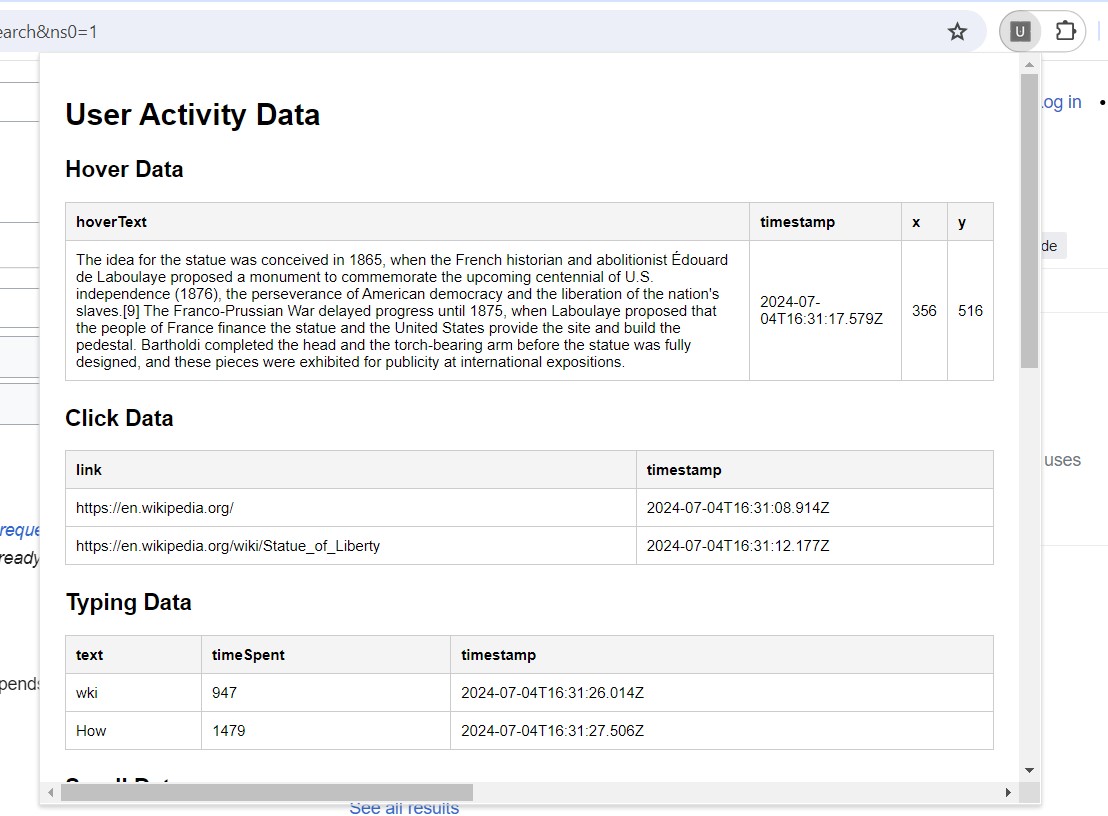 earch&ns0=1
U
User Activity Data
Log in
Hover Data
hoverText timestamp x y
The idea for the statue was conceived in 1865, when the French historian and abolitionist Édouard
de Laboulaye proposed a monument to commemorate the upcoming centennial of U.S.
independence (1876), the perseverance of American democracy and the liberation of the nation's
slaves.[9] The Franco-Prussian War delayed progress until 1875, when Laboulaye proposed that
the people of France finance the statue and the United States provide the site and build the
pedestal. Bartholdi completed the head and the torch-bearing arm before the statue was fully
designed, and these pieces were exhibited for publicity at international expositions.
2024-07-
04T16:31:17.579Z
356
516
de
Click Data
link timestamp
https://en.wikipedia.org/ 2024-07-04T16:31:08.914Z
https://en.wikipedia.org/wiki/Statue_of_Liberty 2024-07-04T16:31:12.177Z
uses
reque
ready
Typing Data
text timeSpent timestamp
wki 947 2024-07-04T16:31:26.014Z
How 1479 2024-07-04T16:31:27.506Z
pends
Scroll Data
See all results